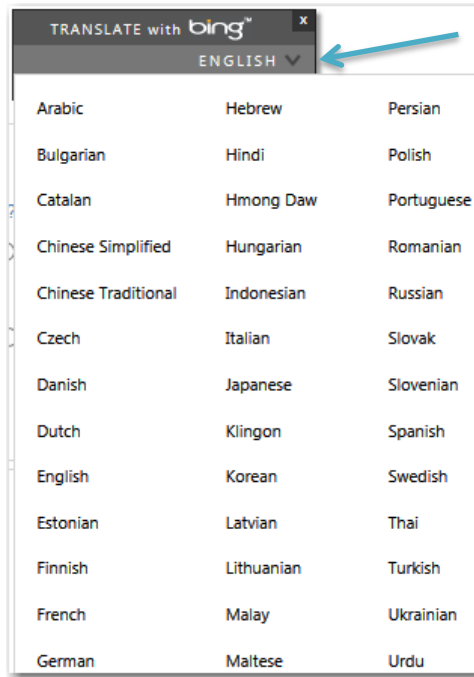 TRANSLATE with bing™ x
ENGLISH
Arabic Hebrew Persian
Bulgarian Hindi Polish
Catalan Hmong Daw Portuguese
Chinese Simplified Hungarian Romanian
Chinese Traditional Indonesian Russian
Czech Italian Slovak
Danish Japanese Slovenian
Dutch Klingon Spanish
English Korean Swedish
Estonian Latvian Thai
Finnish Lithuanian Turkish
French Malay Ukrainian
German Maltese Urdu